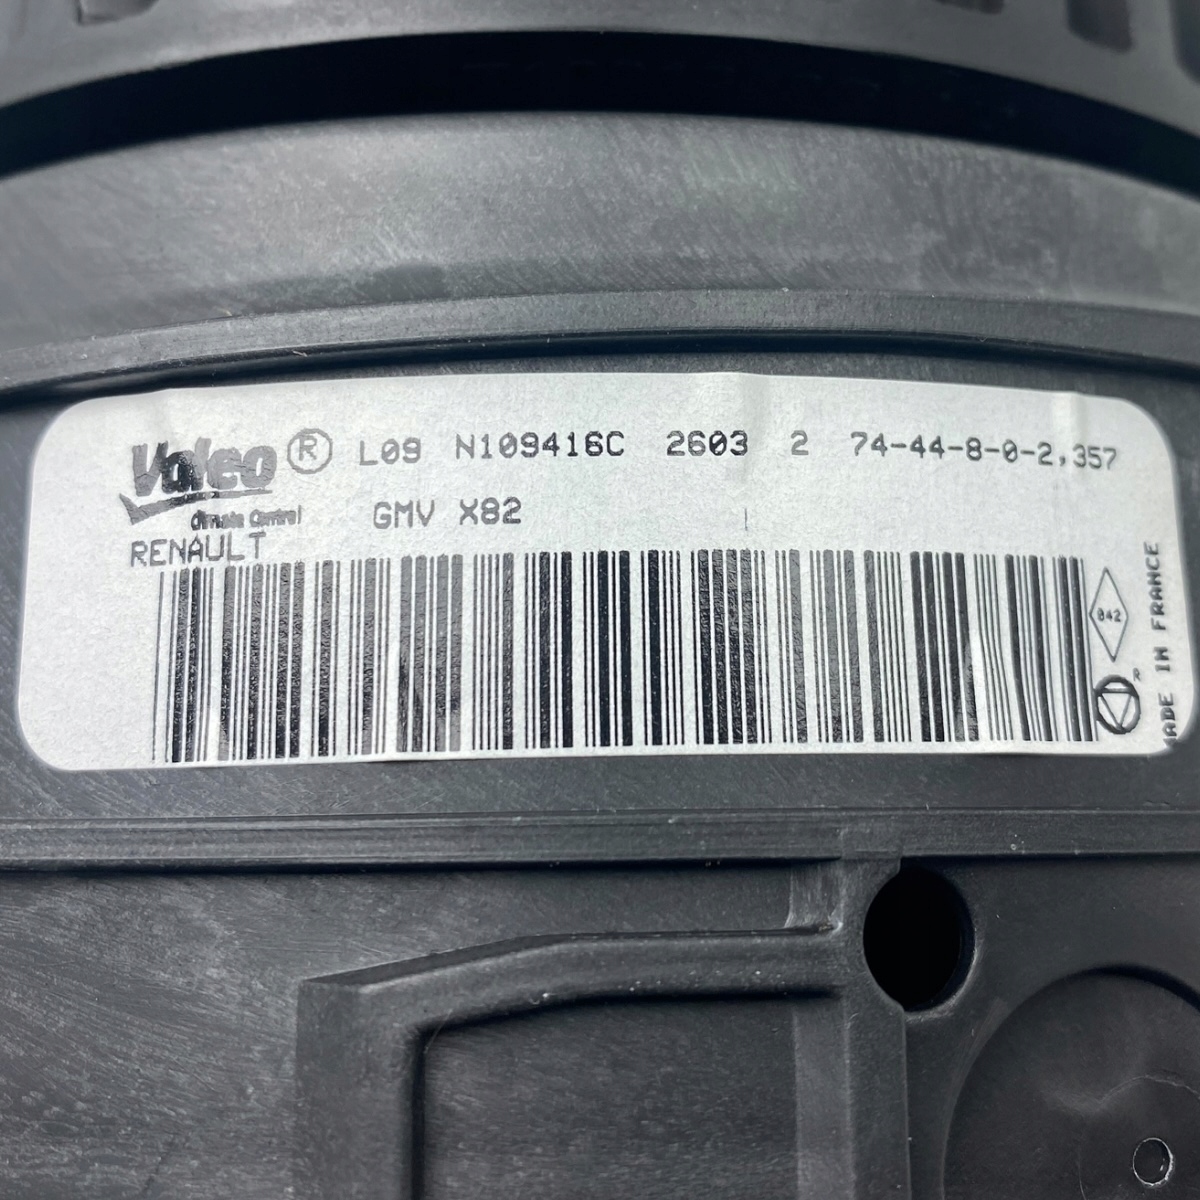 Valeo ® L09 N109416C 2603 2 74-44-8-0-2,357
Climate Control GMV X82
RENAULT
042
R
MADE IN FRANCE